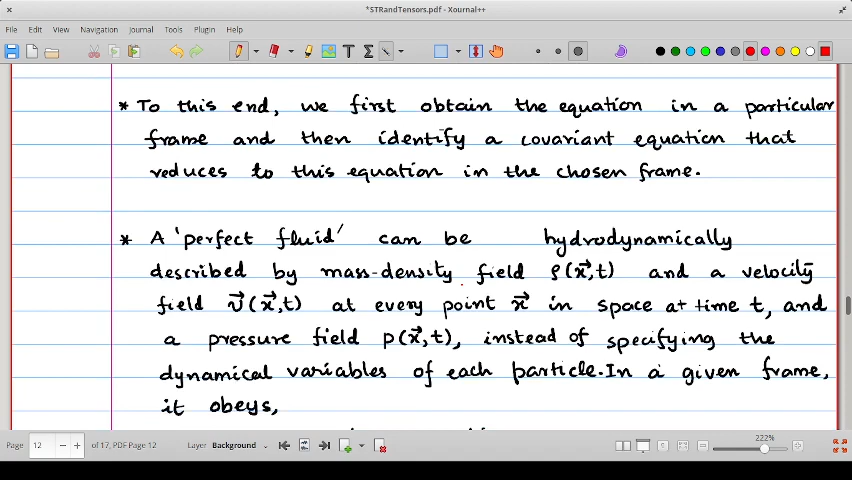 *STRandTensors.pdf - Xournal++
File Edit View Navigation Journal Tools Plugin Help
* To this end, we first obtain the equation in a particular
frame and then identify a covariant equation that
reduces to this equation in the chosen frame.
* A 'perfect fluid' can be hydrodynamically
described by mass-density field ρ(x⃗,t) and a velocity
field v⃗(x⃗,t) at every point x⃗ in space at time t, and
a pressure field p(x⃗,t), instead of specifying the
dynamical variables of each particle. In a given frame,
it obeys,
Page 12 of 17, PDF Page 12 Layer Background 222%